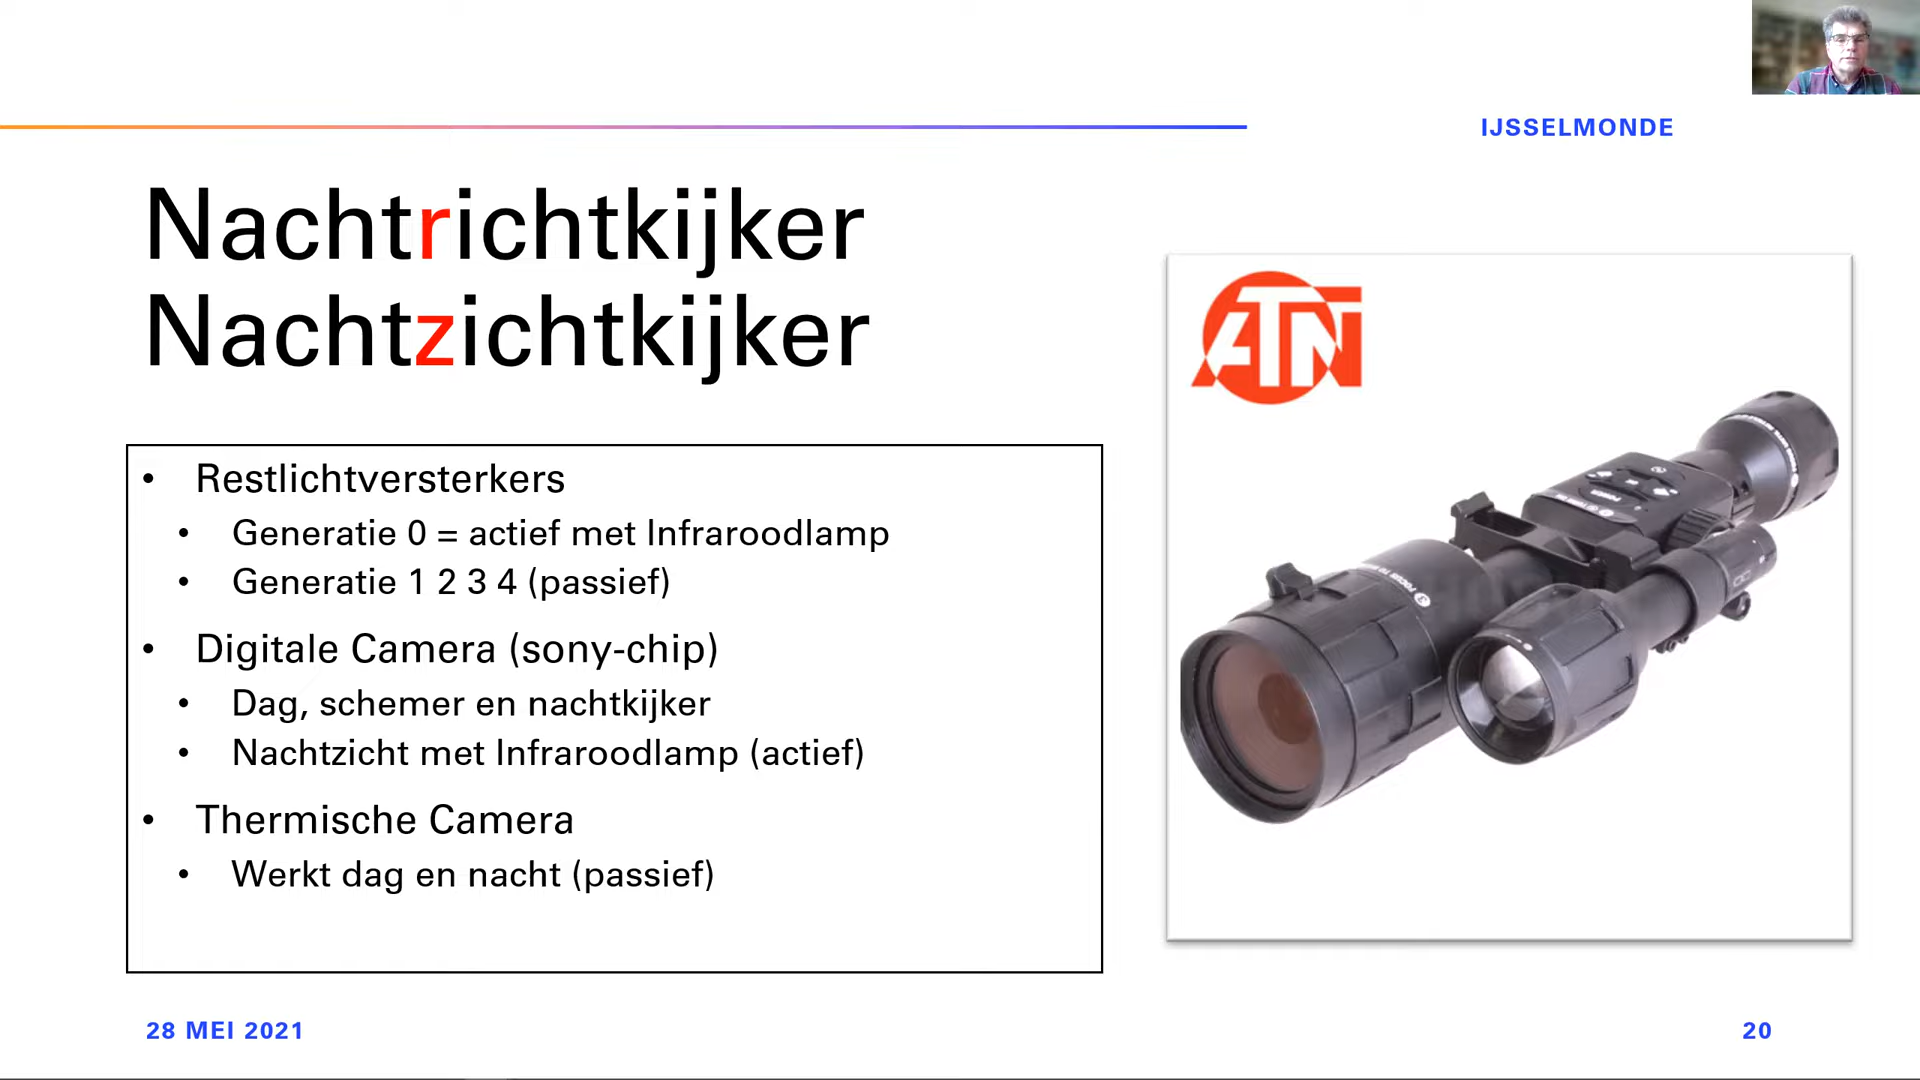 IJSSELMONDE
Nachtrichtkijker
Nachtzichtkijker
ATN
• Restlichtversterkers
• Generatie 0 = actief met Infraroodlamp
• Generatie 1 2 3 4 (passief)
• Digitale Camera (sony-chip)
• Dag, schemer en nachtkijker
• Nachtzicht met Infraroodlamp (actief)
• Thermische Camera
• Werkt dag en nacht (passief)
28 MEI 2021
20